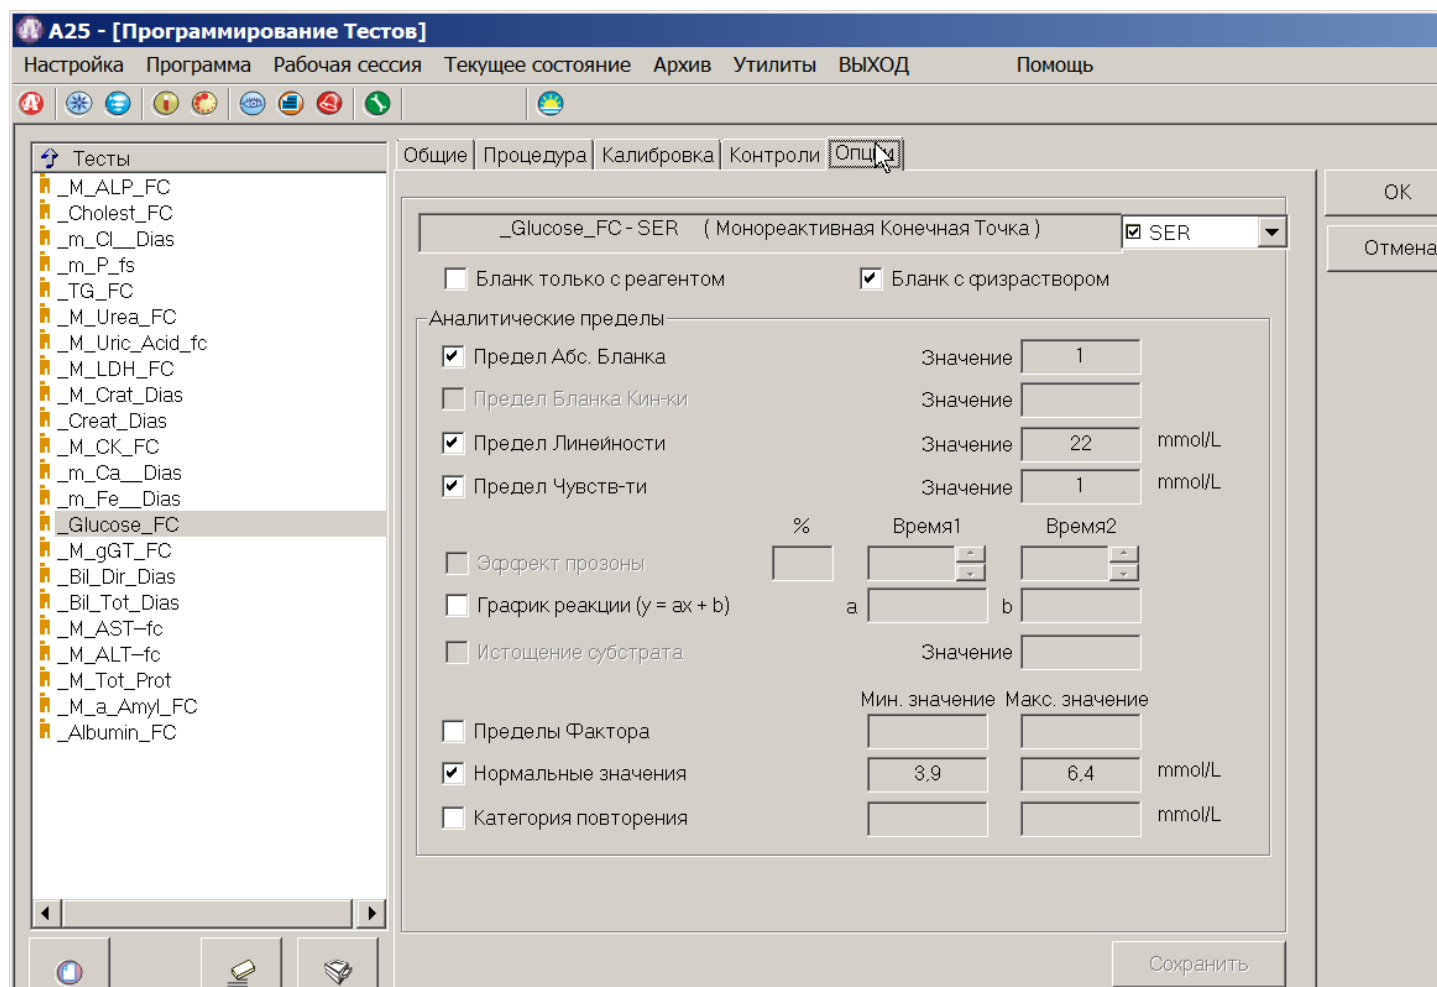 A25 - [Программирование Тестов]
Настройка Программа Рабочая сессия Текущее состояние Архив Утилиты ВЫХОД Помощь
Тесты
_M_ALP_FC
_Cholest_FC
_m_Cl__Dias
_m_P_fs
_TG_FC
_M_Urea_FC
_M_Uric_Acid_fc
_M_LDH_FC
_M_Crat_Dias
_Creat_Dias
_M_CK_FC
_m_Ca__Dias
_m_Fe__Dias
_Glucose_FC
_M_gGT_FC
_Bil_Dir_Dias
_Bil_Tot_Dias
_M_AST-fc
_M_ALT-fc
_M_Tot_Prot
_M_a_Amyl_FC
_Albumin_FC
Общие Процедура Калибровка Контроли Опции
_Glucose_FC - SER ( Монореактивная Конечная Точка ) SER
Бланк только с реагентом Бланк с физраствором
Аналитические пределы
Предел Абс. Бланка Значение 1
Предел Бланка Кин-ки Значение
Предел Линейности Значение 22 mmol/L
Предел Чувств-ти Значение 1 mmol/L
% Время1 Время2
Эффект прозоны
График реакции (y = ax + b) a b
Истощение субстрата Значение
Мин. значение Макс. значение
Пределы Фактора
Нормальные значения 3,9 6,4 mmol/L
Категория повторения mmol/L
Сохранить
OK
Отмена